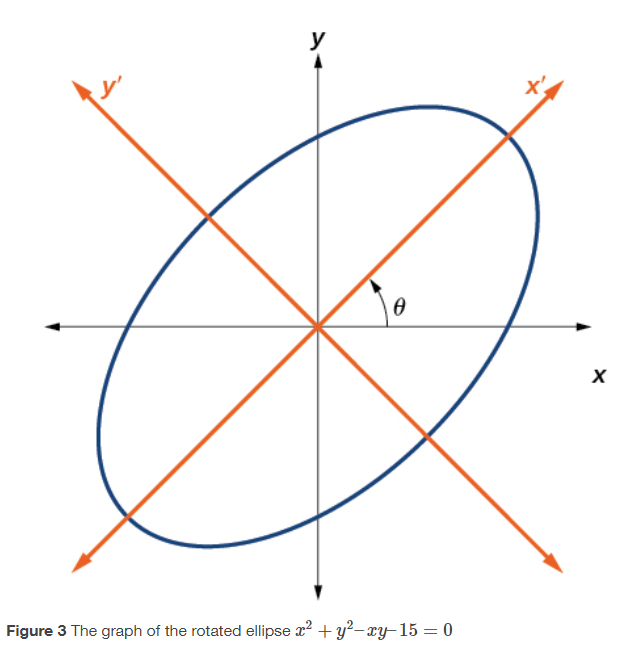 y
y′
x′
θ
x
Figure 3 The graph of the rotated ellipse x² + y²–xy–15 = 0